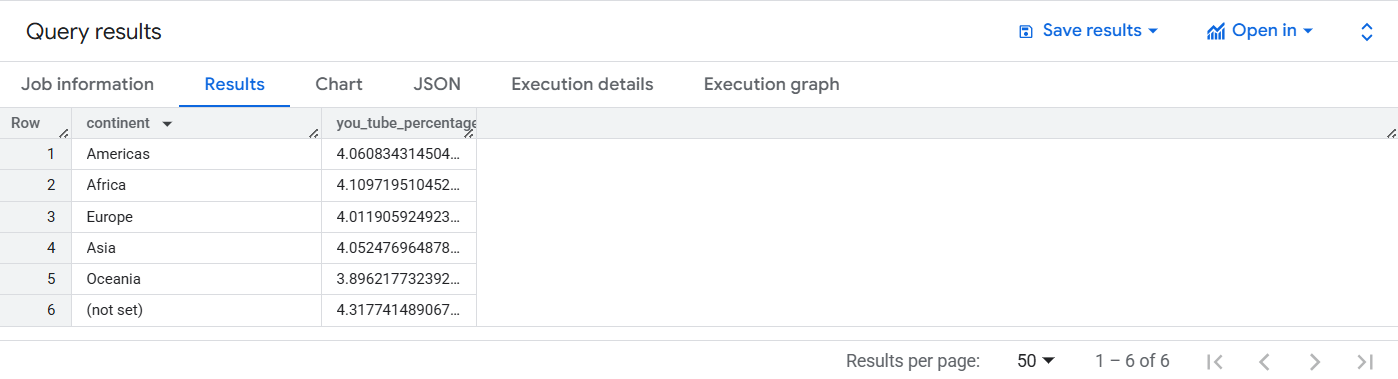 Query results Save results Open in
Job information Results Chart JSON Execution details Execution graph
Row continent you_tube_percentage
1 Americas 4.060834314504...
2 Africa 4.109719510452...
3 Europe 4.011905924923...
4 Asia 4.052476964878...
5 Oceania 3.896217732392...
6 (not set) 4.317741489067...
Results per page: 50 1 – 6 of 6